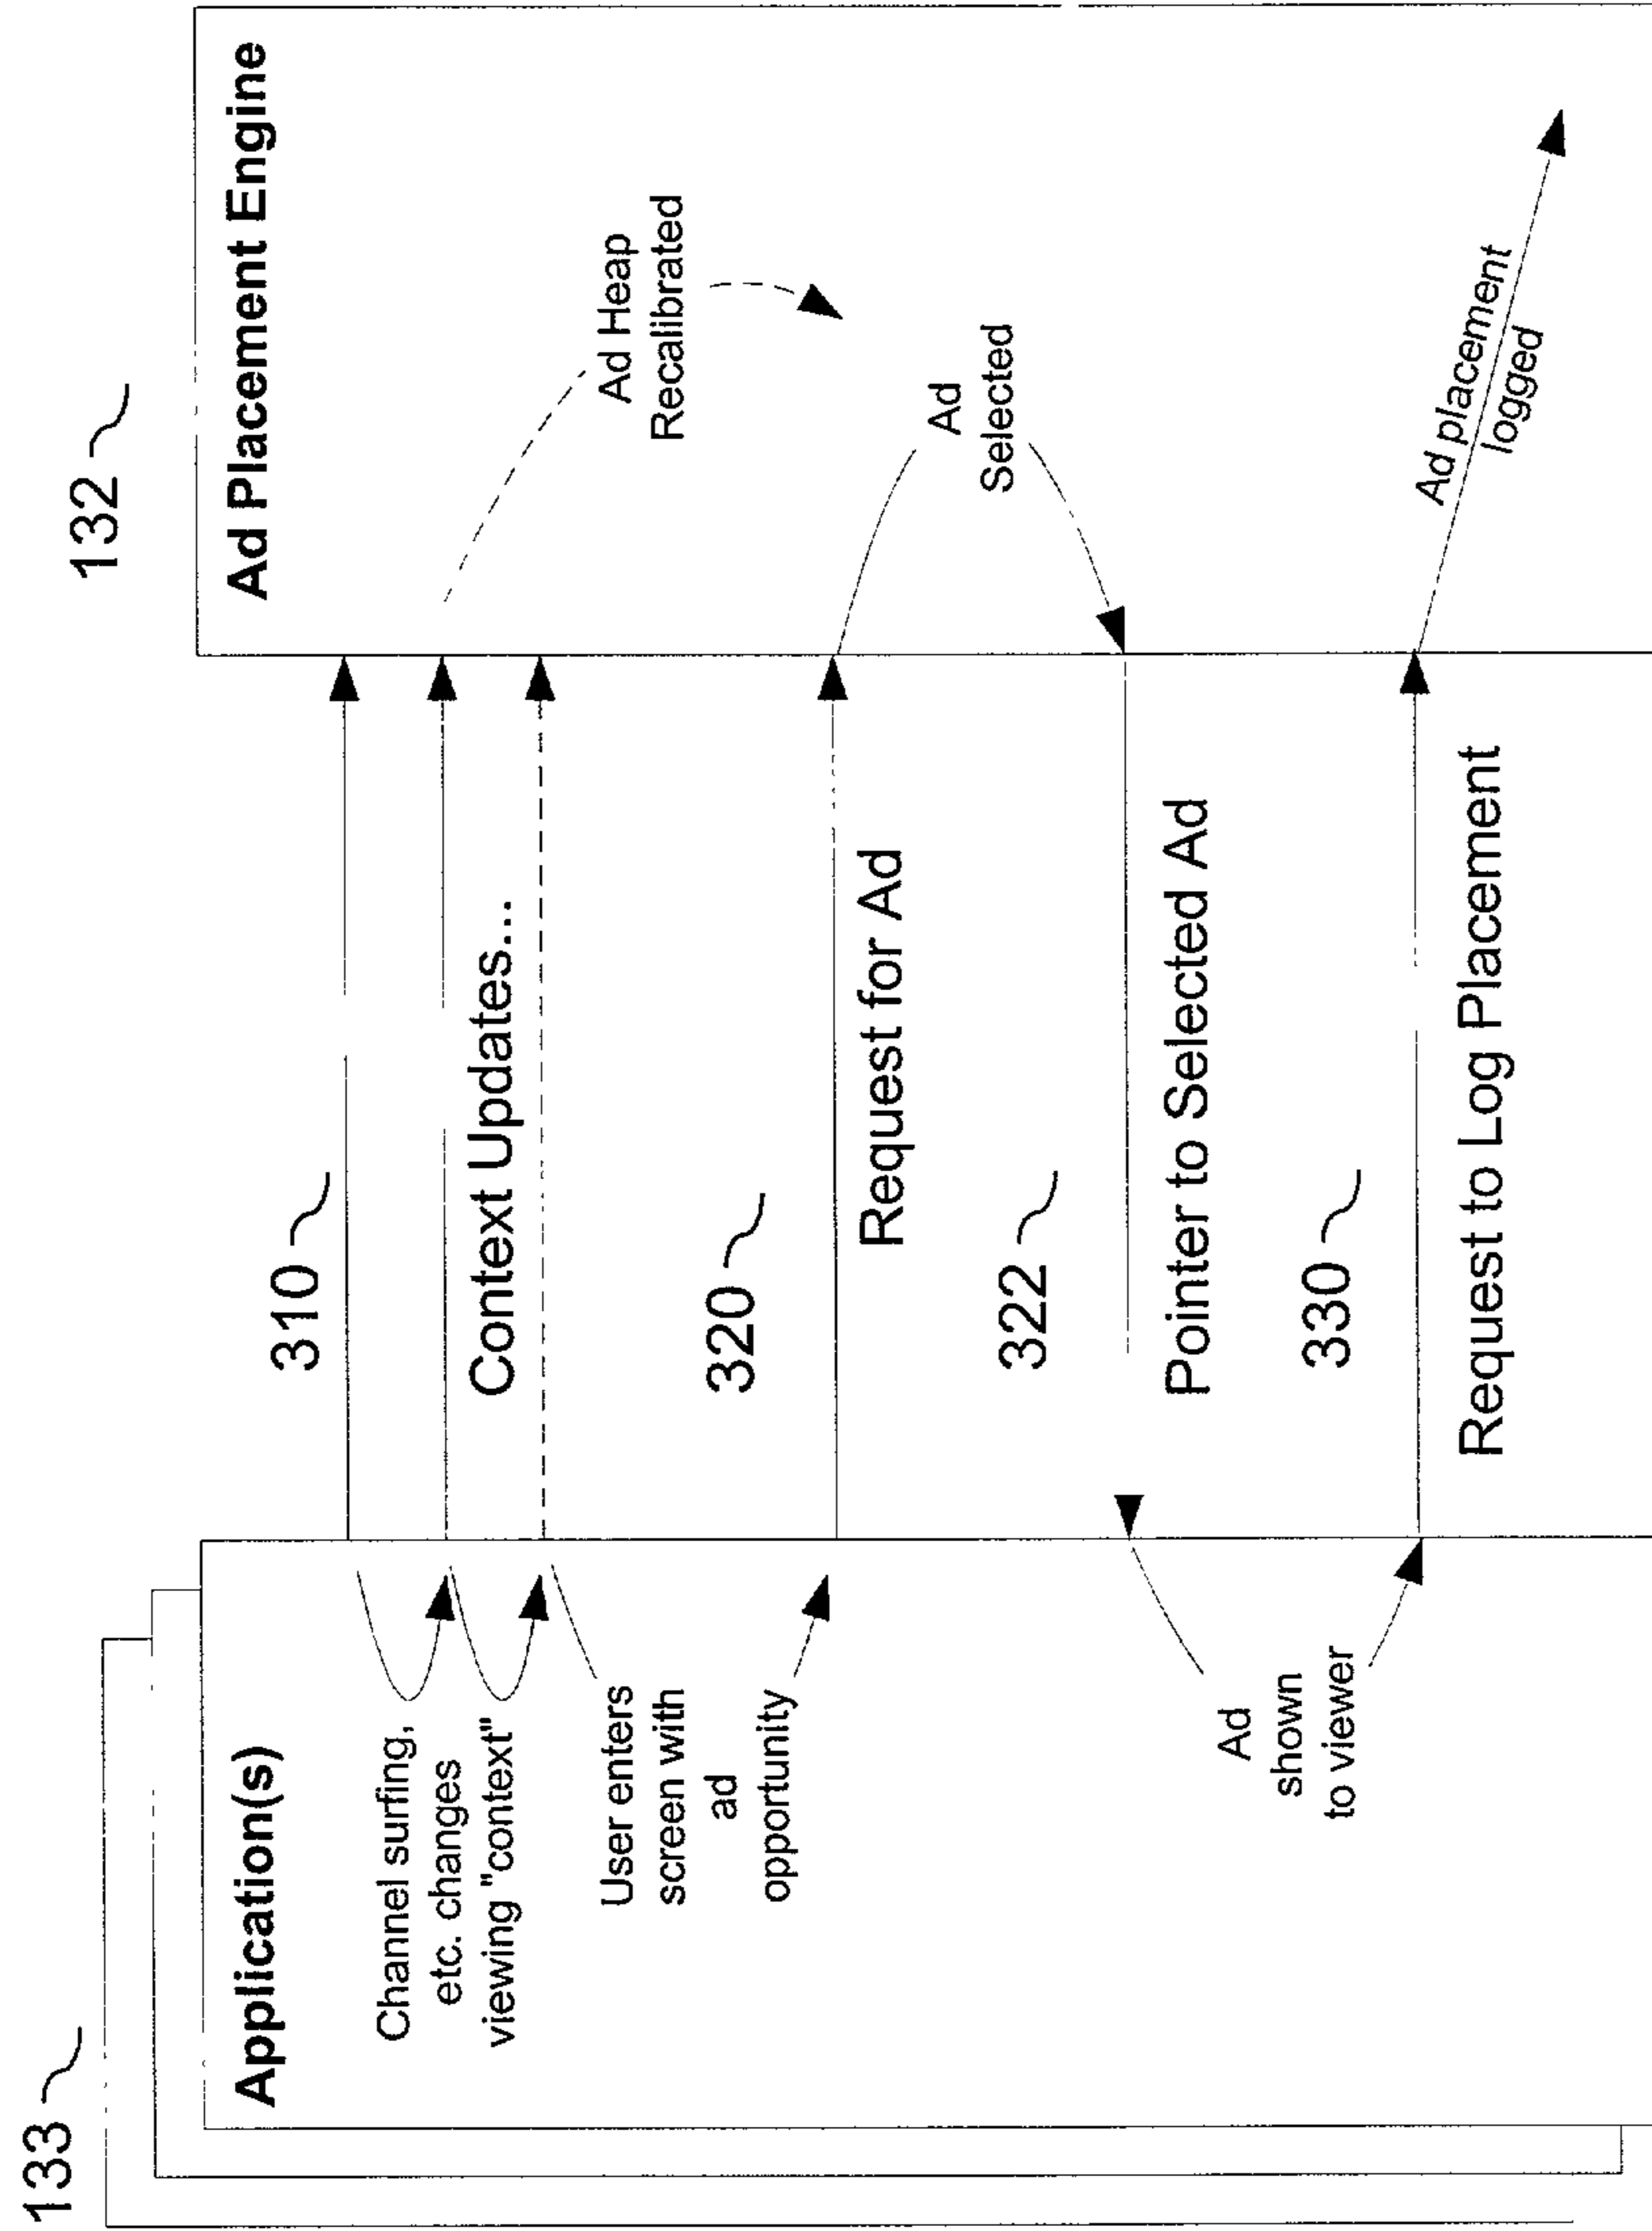 133
132
Application(s)
Ad Placement Engine
310
Channel surfing,
etc. changes
viewing "context"
Context Updates...
Ad Heap
Recalibrated
User enters
screen with
ad
opportunity
320
Request for Ad
Ad
Selected
322
Pointer to Selected Ad
Ad
shown
to viewer
330
Request to Log Placement
Ad placement
logged